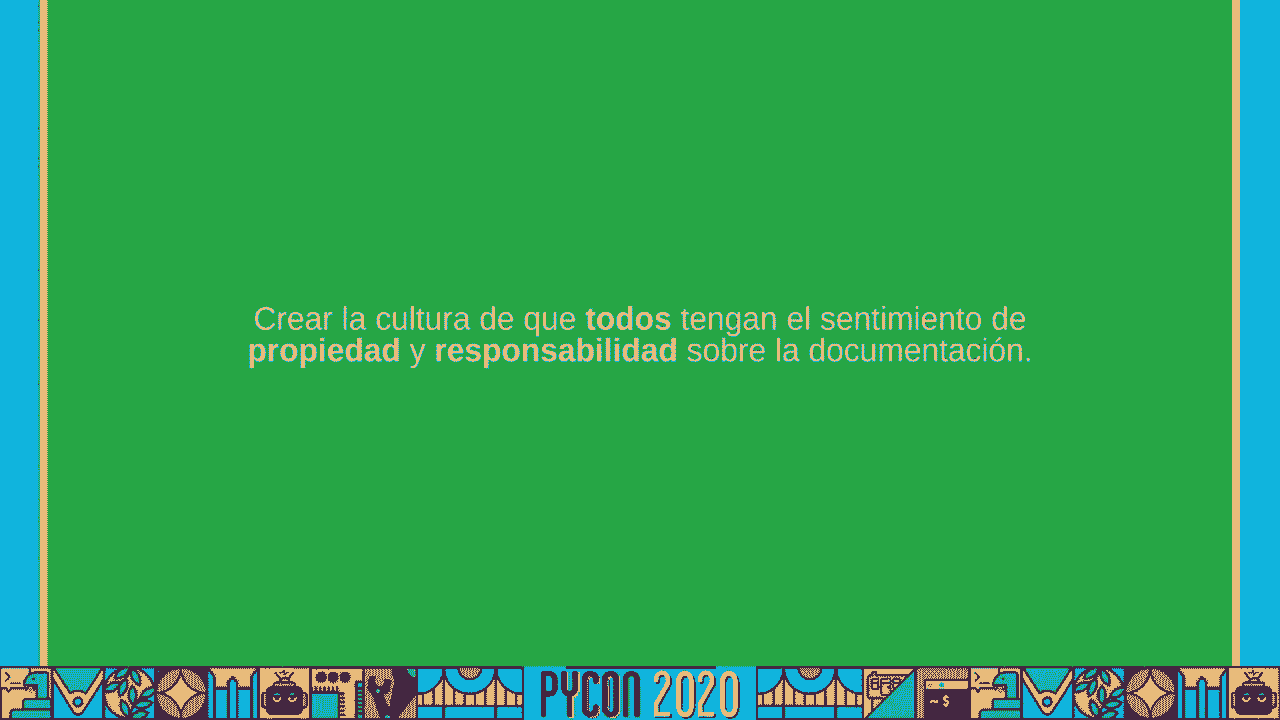 Crear la cultura de que todos tengan el sentimiento de
propiedad y responsabilidad sobre la documentación.
PYCON 2020
~ $